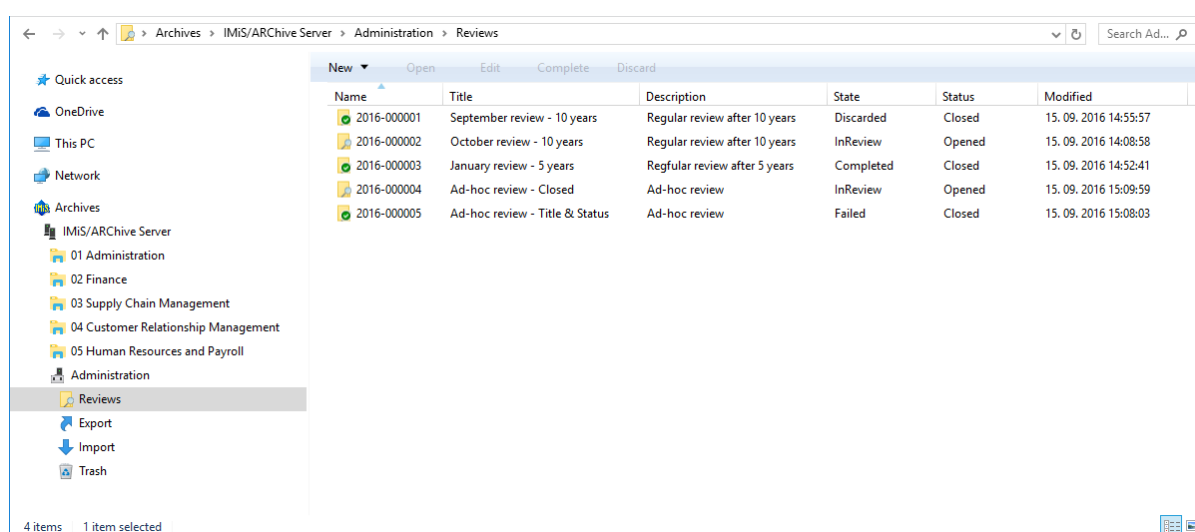 Archives > IMiS/ARChive Server > Administration > Reviews Search Ad...
New Open Edit Complete Discard
Quick access
OneDrive
This PC
Network
Archives
IMiS/ARChive Server
01 Administration
02 Finance
03 Supply Chain Management
04 Customer Relationship Management
05 Human Resources and Payroll
Administration
Reviews
Export
Import
Trash
Name Title Description State Status Modified
2016-000001 September review - 10 years Regular review after 10 years Discarded Closed 15. 09. 2016 14:55:57
2016-000002 October review - 10 years Regular review after 10 years InReview Opened 15. 09. 2016 14:08:58
2016-000003 January review - 5 years Regfular review after 5 years Completed Closed 15. 09. 2016 14:52:41
2016-000004 Ad-hoc review - Closed Ad-hoc review InReview Opened 15. 09. 2016 15:09:59
2016-000005 Ad-hoc review - Title & Status Ad-hoc review Failed Closed 15. 09. 2016 15:08:03
4 items 1 item selected